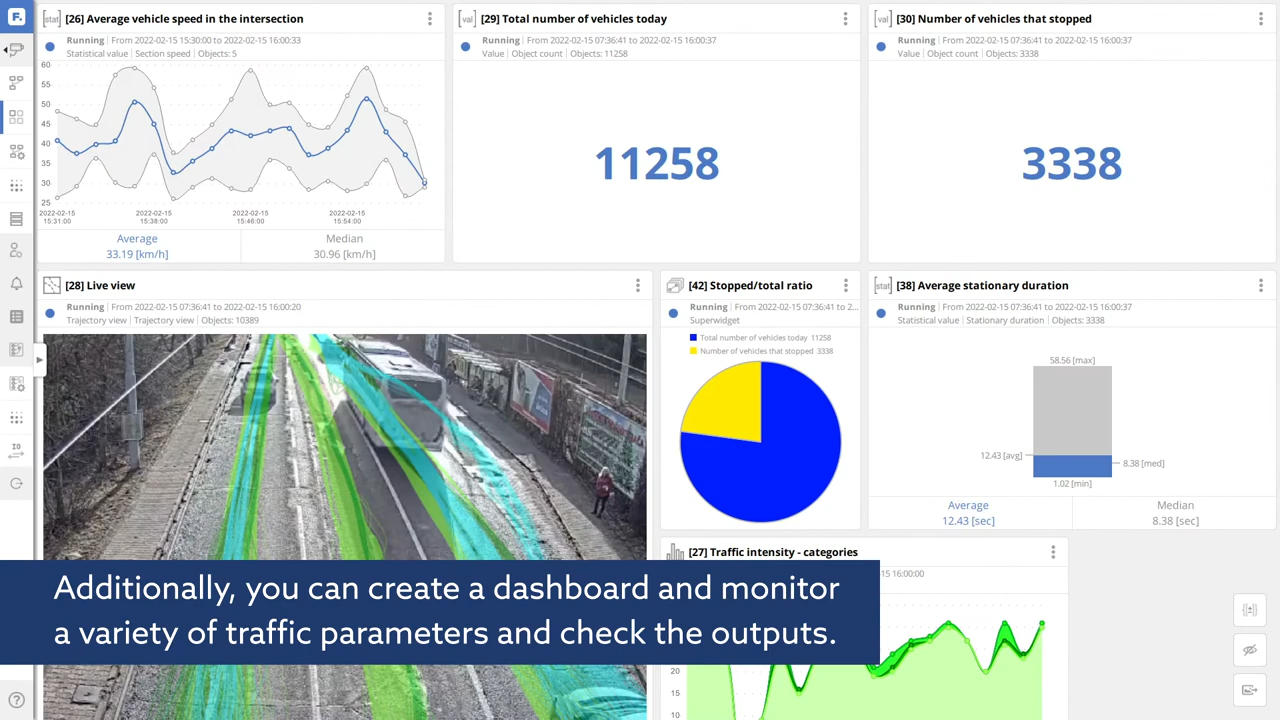 F.
[stat] [26] Average vehicle speed in the intersection
Running | From 2022-02-15 15:30:00 to 2022-02-15 16:00:33
Statistical value | Section speed | Objects: 5
60
55
50
45
40
35
30
25
2022-02-15 2022-02-15 2022-02-15 2022-02-15
15:31:00 15:38:00 15:46:00 15:54:00
Average Median
33.19 [km/h] 30.96 [km/h]
[val] [29] Total number of vehicles today
Running | From 2022-02-15 07:36:41 to 2022-02-15 16:00:37
Value | Object count | Objects: 11258
11258
[val] [30] Number of vehicles that stopped
Running | From 2022-02-15 07:36:41 to 2022-02-15 16:00:37
Value | Object count | Objects: 3338
3338
[28] Live view
Running | From 2022-02-15 07:36:41 to 2022-02-15 16:00:20
Trajectory view | Trajectory view | Objects: 10389
[42] Stopped/total ratio
Running | From 2022-02-15 07:36:41 to 2...
Superwidget
Total number of vehicles today 11258
Number of vehicles that stopped 3338
[stat] [38] Average stationary duration
Running | From 2022-02-15 07:36:41 to 2022-02-15 16:00:37
Statistical value | Stationary duration | Objects: 3338
58.56 [max]
12.43 [avg]
8.38 [med]
1.02 [min]
Average Median
12.43 [sec] 8.38 [sec]
[27] Traffic intensity - categories
15 16:00:00
20
15
10
IO
Additionally, you can create a dashboard and monitor
a variety of traffic parameters and check the outputs.